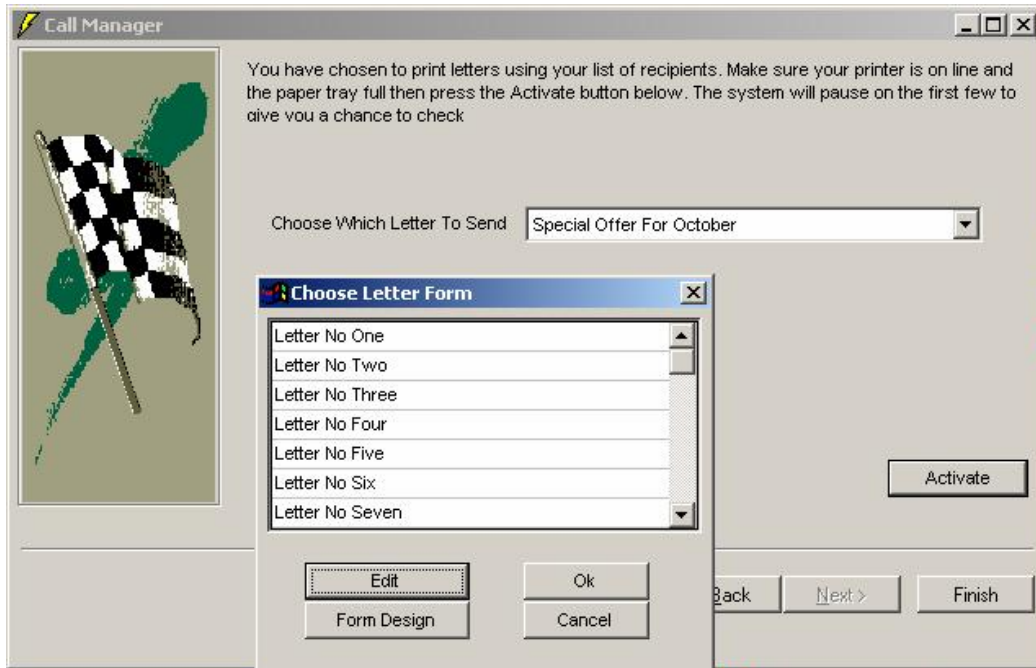 Call Manager
You have chosen to print letters using your list of recipients. Make sure your printer is on line and
the paper tray full then press the Activate button below. The system will pause on the first few to
give you a chance to check
Choose Which Letter To Send
Special Offer For October
Choose Letter Form
Letter No One
Letter No Two
Letter No Three
Letter No Four
Letter No Five
Letter No Six
Letter No Seven
Activate
Edit
Ok
Form Design
Cancel
Back
Next >
Finish